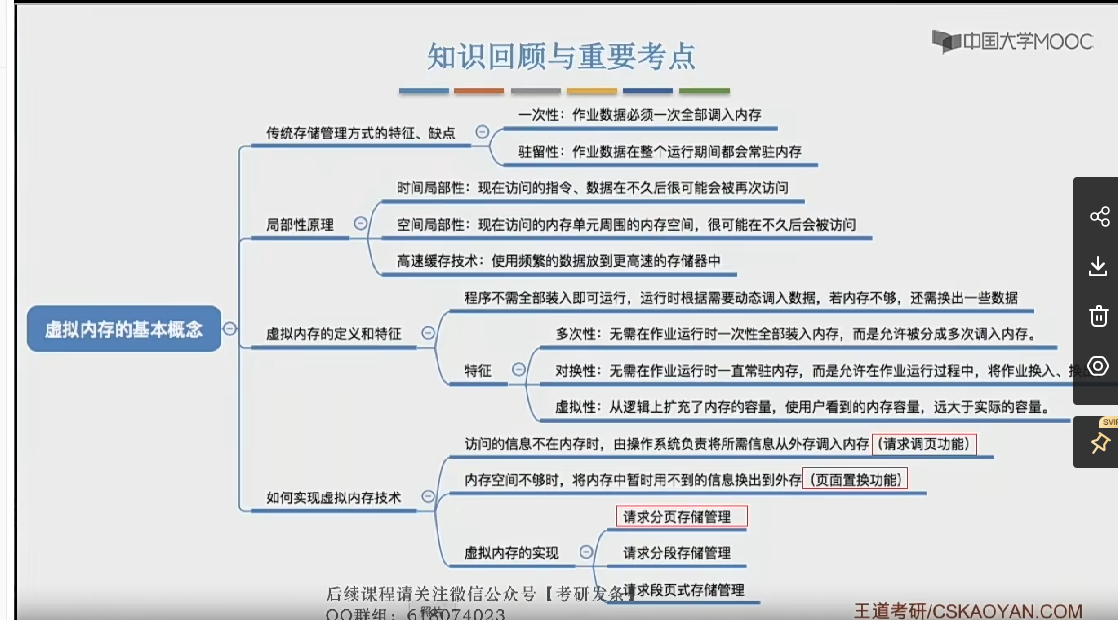 中国大学MOOC
知识回顾与重要考点
传统存储管理方式的特征、缺点
一次性：作业数据必须一次全部调入内存
驻留性：作业数据在整个运行期间都会常驻内存
局部性原理
时间局部性：现在访问的指令、数据在不久后很可能会被再次访问
空间局部性：现在访问的内存单元周围的内存空间，很可能在不久后会被访问
高速缓存技术：使用频繁的数据放到更高速的存储器中
虚拟内存的基本概念
虚拟内存的定义和特征
程序不需全部装入即可运行，运行时根据需要动态调入数据，若内存不够，还需换出一些数据
特征
多次性：无需在作业运行时一次性全部装入内存，而是允许被分成多次调入内存。
对换性：无需在作业运行时一直常驻内存，而是允许在作业运行过程中，将作业换入、
虚拟性：从逻辑上扩充了内存的容量，使用户看到的内存容量，远大于实际的容量。
如何实现虚拟内存技术
访问的信息不在内存时，由操作系统负责将所需信息从外存调入内存（请求调页功能）
内存空间不够时，将内存中暂时用不到的信息换出到外存（页面置换功能）
虚拟内存的实现
请求分页存储管理
请求分段存储管理
请求段页式存储管理
后续课程请关注微信公众号【考研发条】
QQ群组：618074023
王道考研/CSKAOYAN.COM